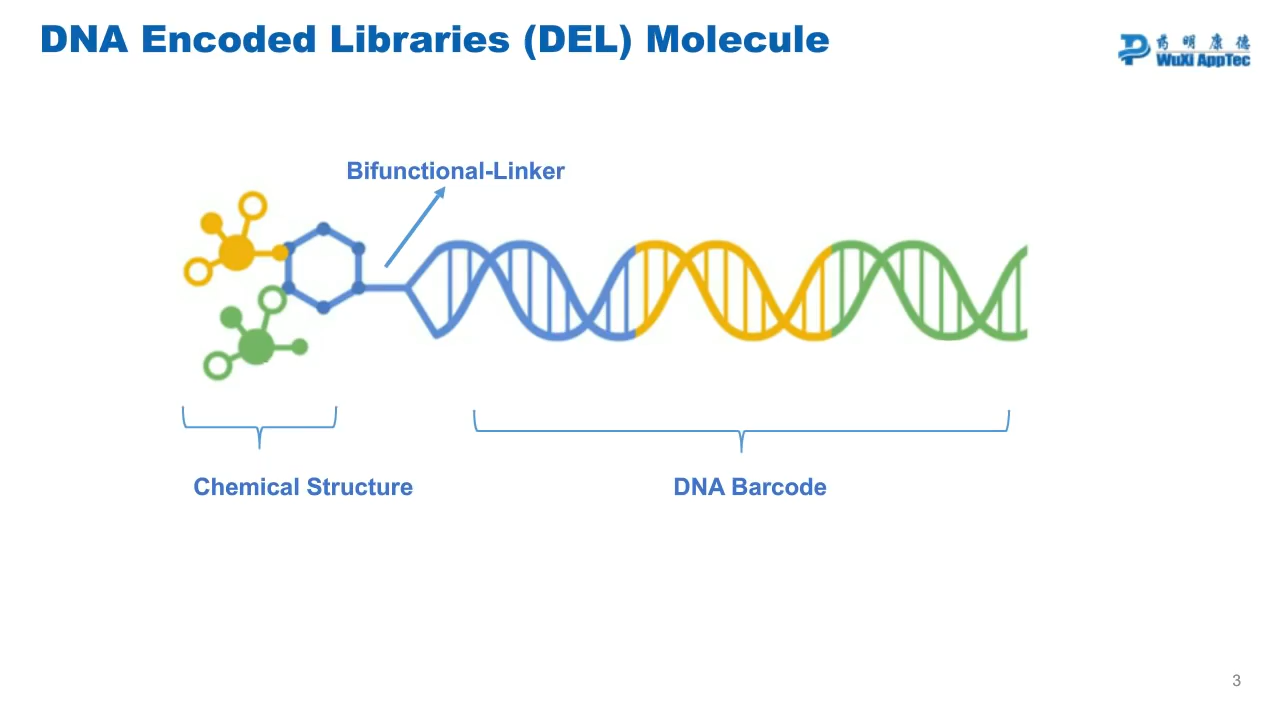 DNA Encoded Libraries (DEL) Molecule
药 明 康 德
WuXi AppTec
Bifunctional-Linker
Chemical Structure
DNA Barcode
3